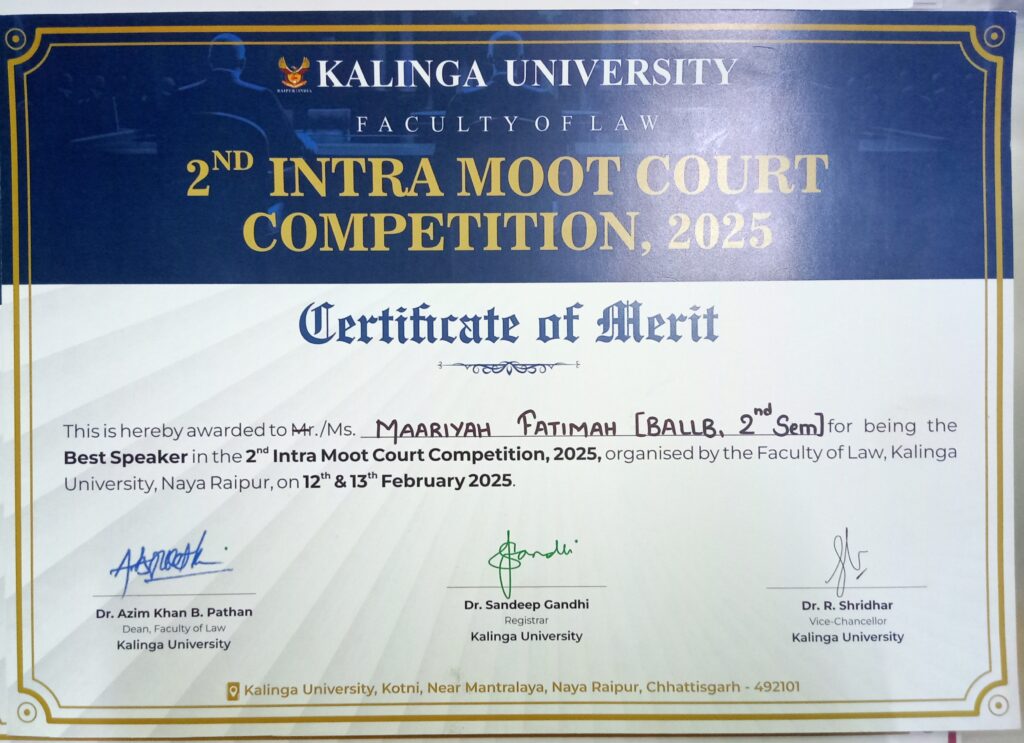 KALINGA UNIVERSITY
RAIPUR INDIA
FACULTY OF LAW
2ND INTRA MOOT COURT
COMPETITION, 2025
Certificate of Merit
This is hereby awarded to Mr./Ms. MAARIYAH FATIMAH [BALLB, 2nd Sem] for being the
Best Speaker in the 2nd Intra Moot Court Competition, 2025, organised by the Faculty of Law, Kalinga
University, Naya Raipur, on 12th & 13th February 2025.
Gandhi
Dr. Azim Khan B. Pathan
Dean, Faculty of Law
Kalinga University
Dr. Sandeep Gandhi
Registrar
Kalinga University
Dr. R. Shridhar
Vice-Chancellor
Kalinga University
Kalinga University, Kotni, Near Mantralaya, Naya Raipur, Chhattisgarh - 492101